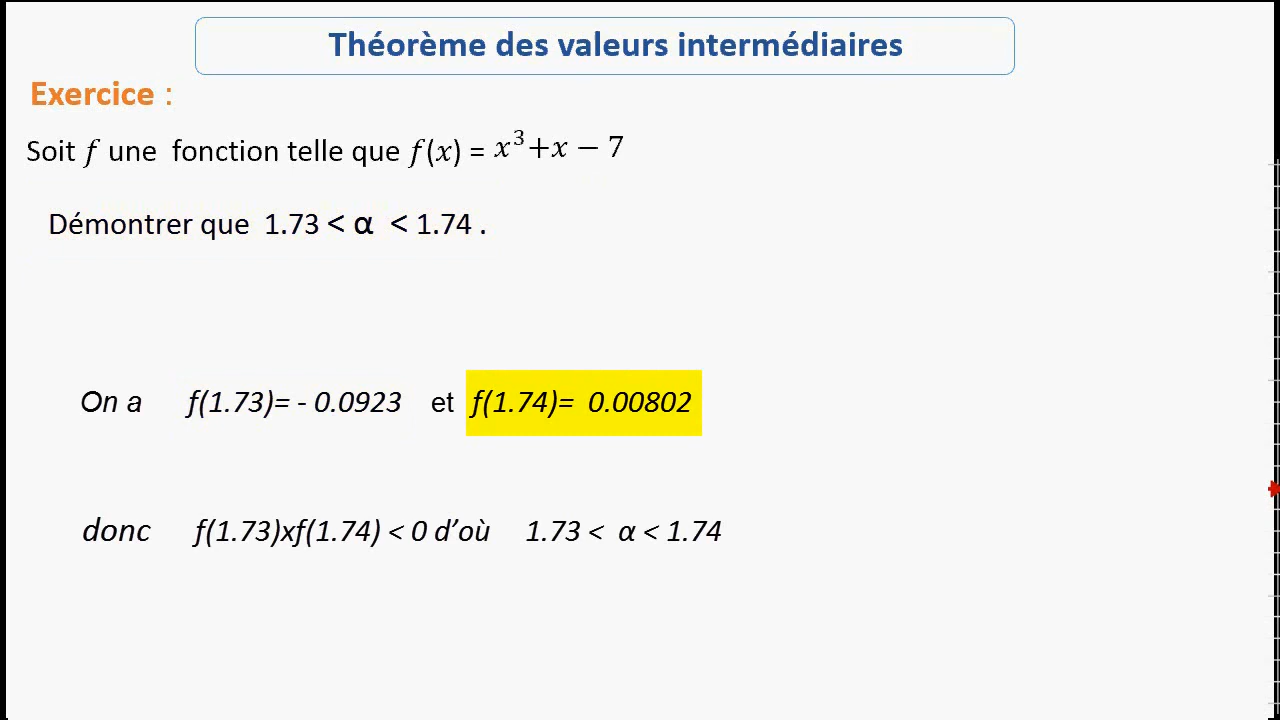 Théorème des valeurs intermédiaires
Exercice :
Soit f une fonction telle que f(x) = x³+x − 7
Démontrer que 1.73 < α < 1.74 .
On a f(1.73)= - 0.0923 et f(1.74)= 0.00802
donc f(1.73)xf(1.74) < 0 d’où 1.73 < α < 1.74